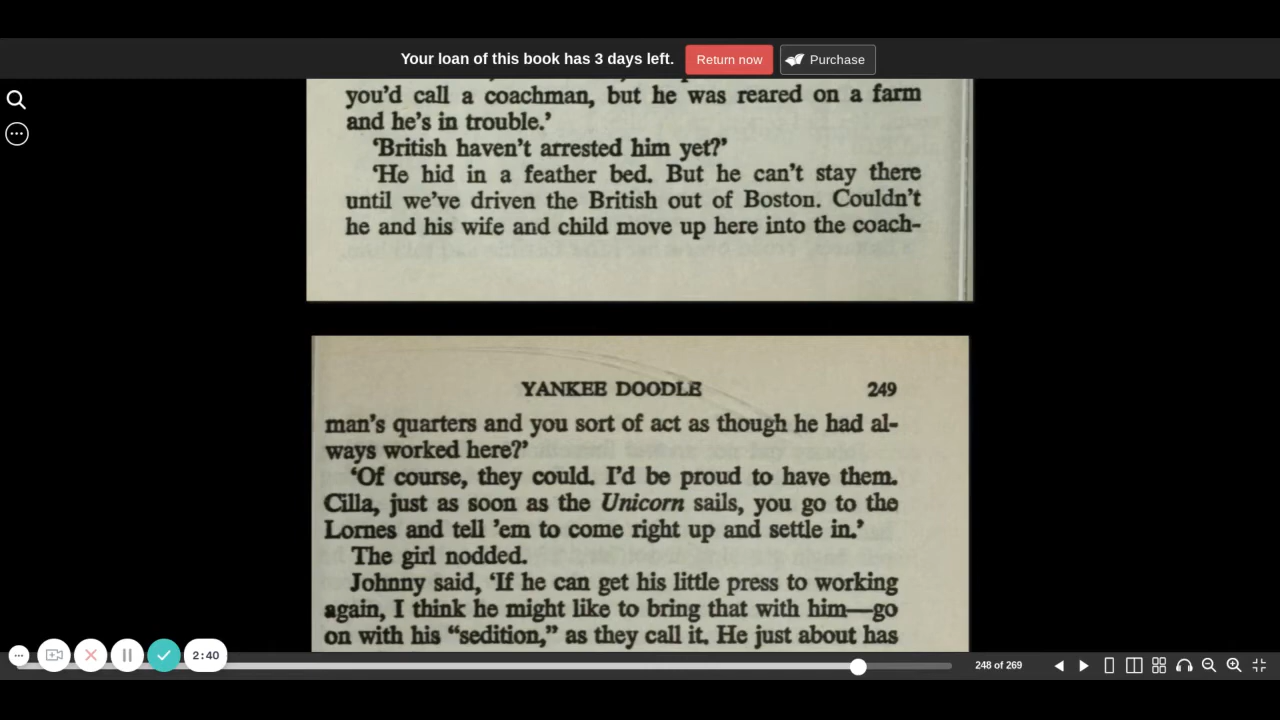 Your loan of this book has 3 days left. Return now Purchase
you'd call a coachman, but he was reared on a farm
and he's in trouble.'
'British haven't arrested him yet?'
'He hid in a feather bed. But he can't stay there
until we've driven the British out of Boston. Couldn't
he and his wife and child move up here into the coach-
YANKEE DOODLE 249
man's quarters and you sort of act as though he had al-
ways worked here?'
'Of course, they could. I'd be proud to have them.
Cilla, just as soon as the Unicorn sails, you go to the
Lornes and tell 'em to come right up and settle in.'
The girl nodded.
Johnny said, 'If he can get his little press to working
again, I think he might like to bring that with him—go
on with his "sedition," as they call it. He just about has
2:40
248 of 269